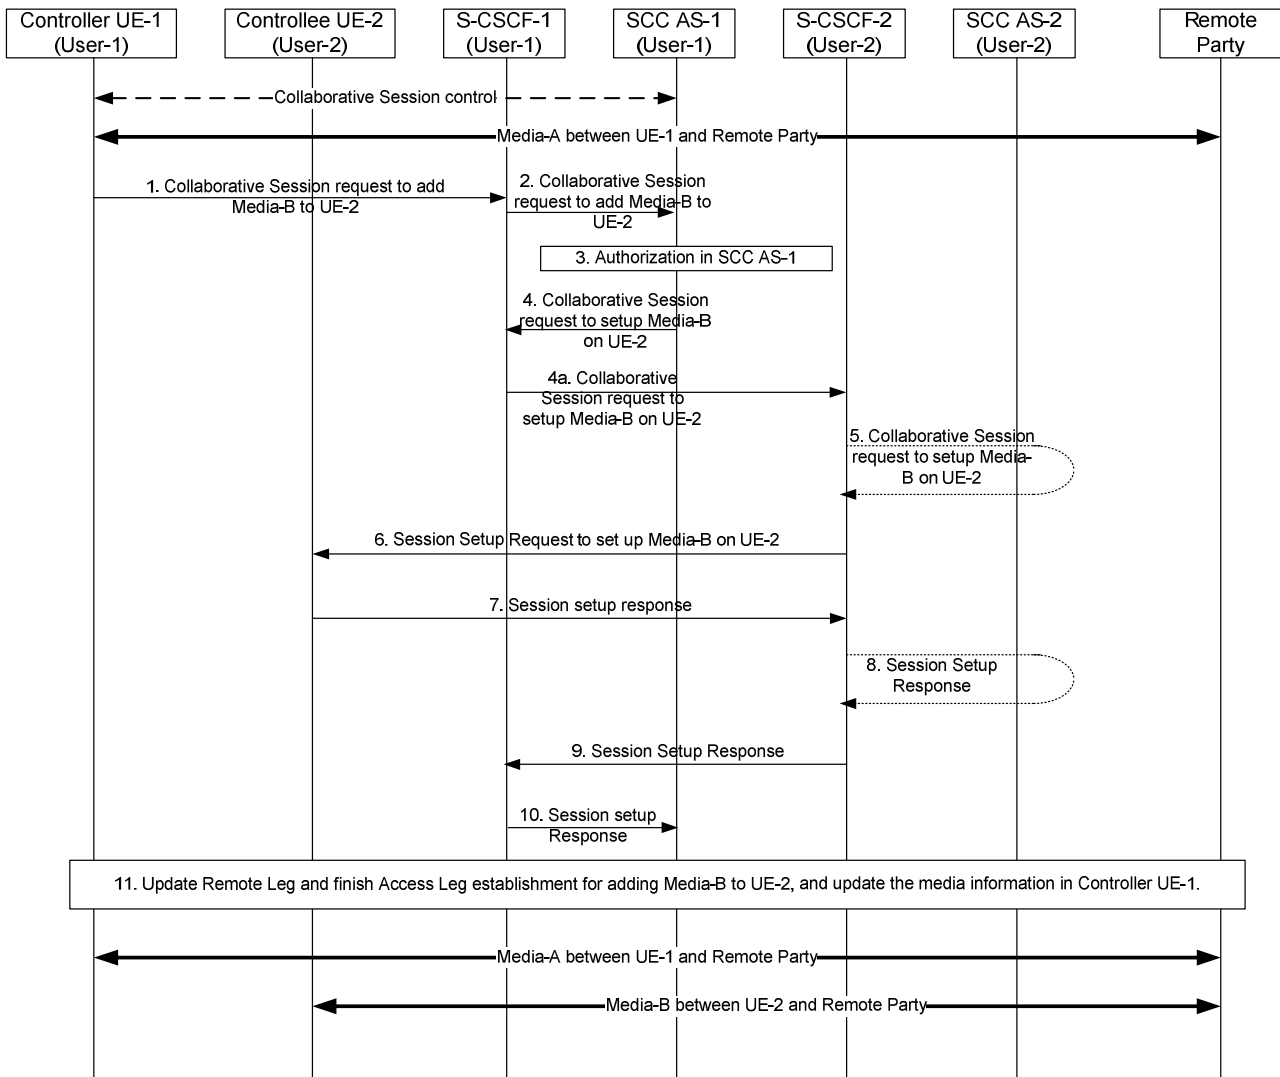 Controller UE-1
(User-1)
Controllee UE-2
(User-2)
S-CSCF-1
(User-1)
SCC AS-1
(User-1)
S-CSCF-2
(User-2)
SCC AS-2
(User-2)
Remote
Party
Collaborative Session control
Media-A between UE-1 and Remote Party
1. Collaborative Session request to add
Media-B to UE-2
2. Collaborative Session
request to add Media-B to
UE-2
3. Authorization in SCC AS-1
4. Collaborative Session
request to setup Media-B
on UE-2
4a. Collaborative
Session request to
setup Media-B on UE-2
5. Collaborative Session
request to setup Media-
B on UE-2
6. Session Setup Request to set up Media-B on UE-2
7. Session setup response
8. Session Setup
Response
9. Session Setup Response
10. Session setup
Response
11. Update Remote Leg and finish Access Leg establishment for adding Media-B to UE-2, and update the media information in Controller UE-1.
Media-A between UE-1 and Remote Party
Media-B between UE-2 and Remote Party